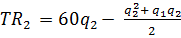 TR₂ = 60q₂ − (q₂² + q₁q₂)/2